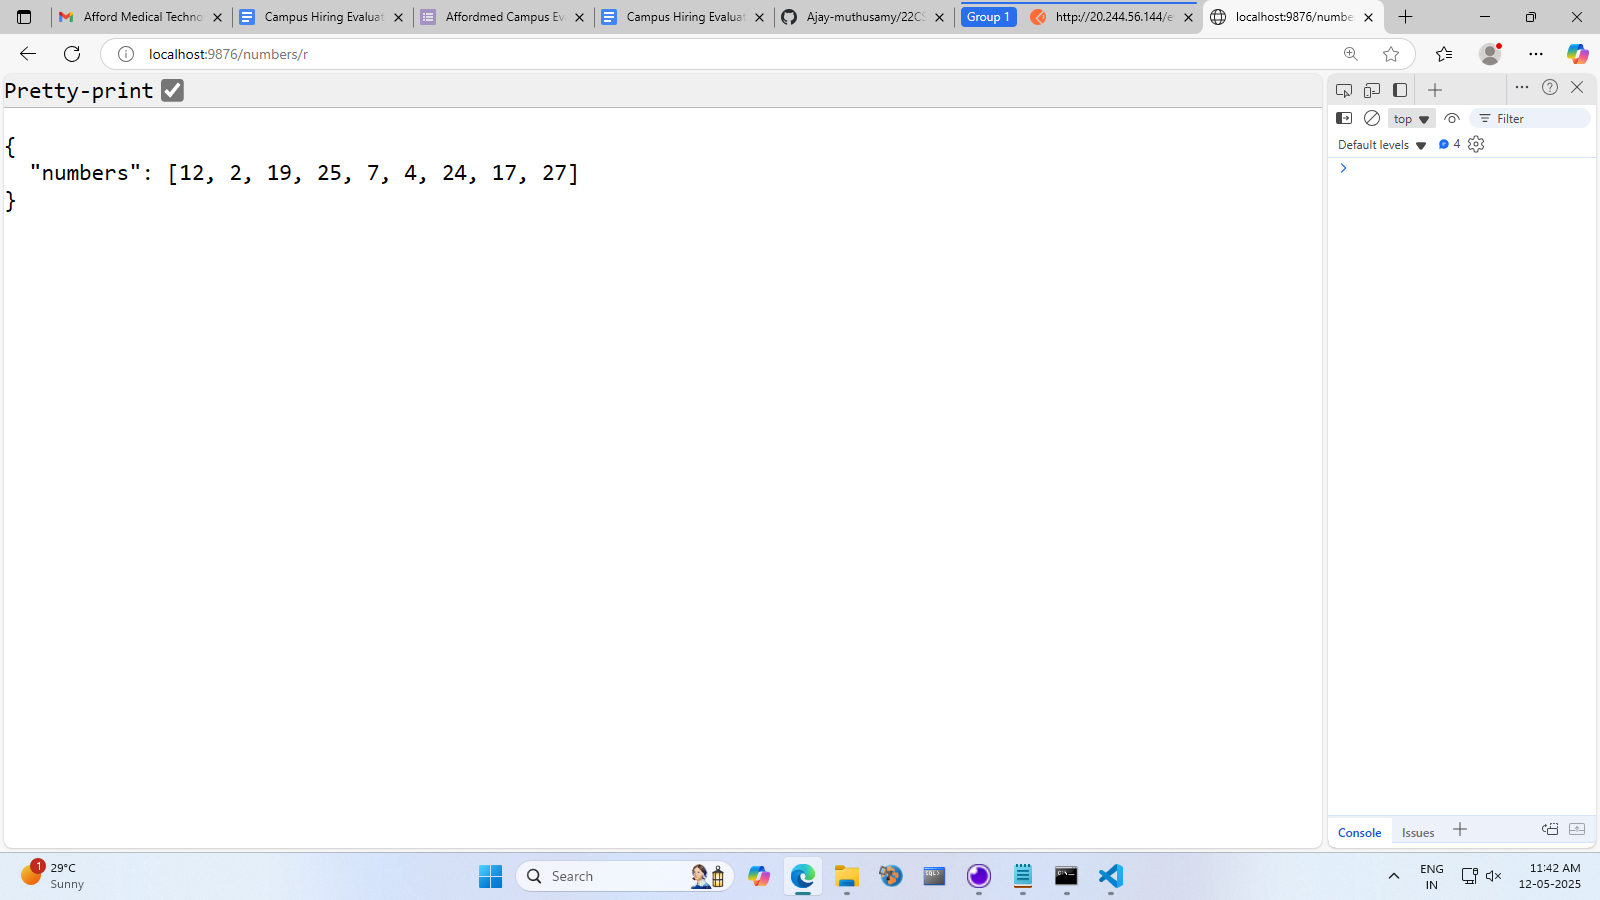 Afford Medical Techno
Campus Hiring Evaluat
Affordmed Campus Eva
Campus Hiring Evaluat
Ajay-muthusamy/22CS
Group 1
http://20.244.56.144/e
localhost:9876/numbe
localhost:9876/numbers/r
Pretty-print
{
"numbers": [12, 2, 19, 25, 7, 4, 24, 17, 27]
}
top
Filter
Default levels
4
Console
Issues
1
29°C
Sunny
Search
ENG
IN
11:42 AM
12-05-2025